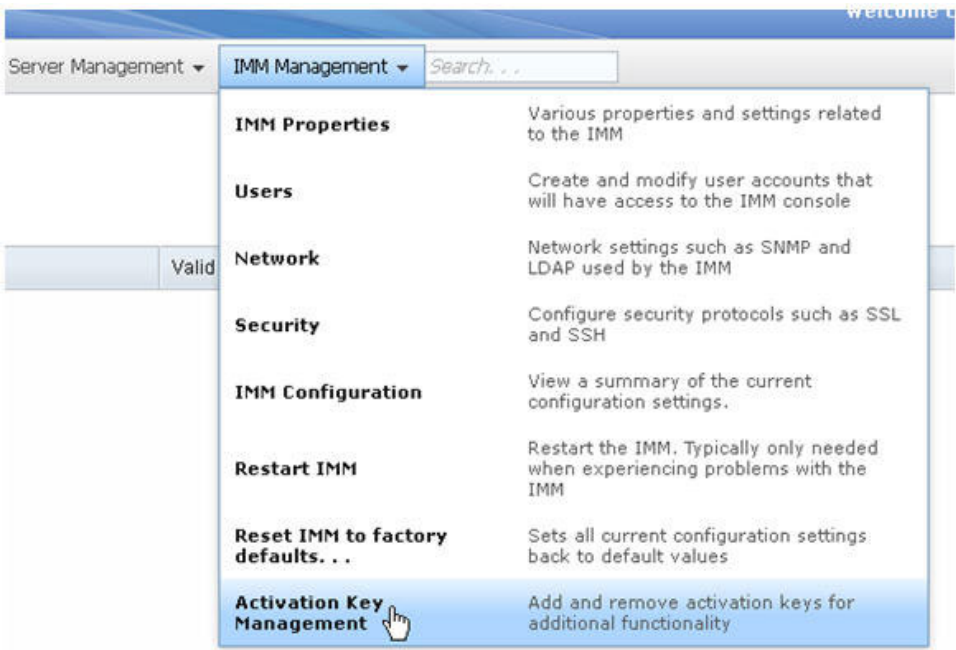 Welcome
Server Management
IMM Management
Search. . .
Valid
IMM Properties
Various properties and settings related
to the IMM
Users
Create and modify user accounts that
will have access to the IMM console
Network
Network settings such as SNMP and
LDAP used by the IMM
Security
Configure security protocols such as SSL
and SSH
IMM Configuration
View a summary of the current
configuration settings.
Restart IMM
Restart the IMM. Typically only needed
when experiencing problems with the
IMM
Reset IMM to factory
defaults. . .
Sets all current configuration settings
back to default values
Activation Key
Management
Add and remove activation keys for
additional functionality